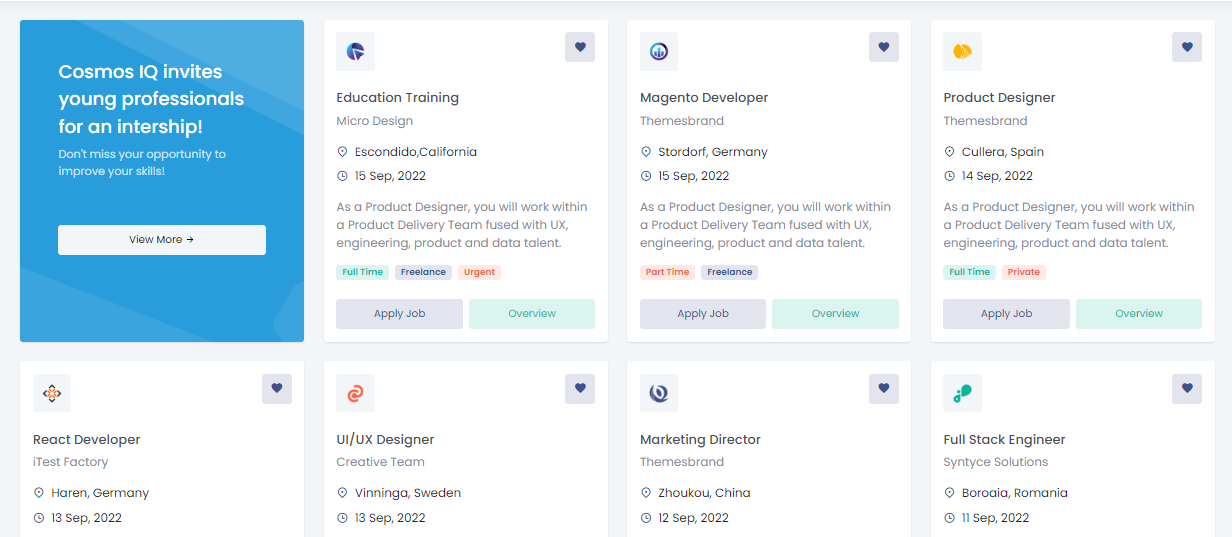 Cosmos IQ invites
young professionals
for an intership!
Don't miss your opportunity to
improve your skills!
View More →
Education Training
Micro Design
Escondido,California
15 Sep, 2022
As a Product Designer, you will work within
a Product Delivery Team fused with UX,
engineering, product and data talent.
Full Time Freelance Urgent
Apply Job Overview
Magento Developer
Themesbrand
Stordorf, Germany
15 Sep, 2022
As a Product Designer, you will work within
a Product Delivery Team fused with UX,
engineering, product and data talent.
Part Time Freelance
Apply Job Overview
Product Designer
Themesbrand
Cullera, Spain
14 Sep, 2022
As a Product Designer, you will work within
a Product Delivery Team fused with UX,
engineering, product and data talent.
Full Time Private
Apply Job Overview
React Developer
iTest Factory
Haren, Germany
13 Sep, 2022
UI/UX Designer
Creative Team
Vinninga, Sweden
13 Sep, 2022
Marketing Director
Themesbrand
Zhoukou, China
12 Sep, 2022
Full Stack Engineer
Syntyce Solutions
Boroaia, Romania
11 Sep, 2022